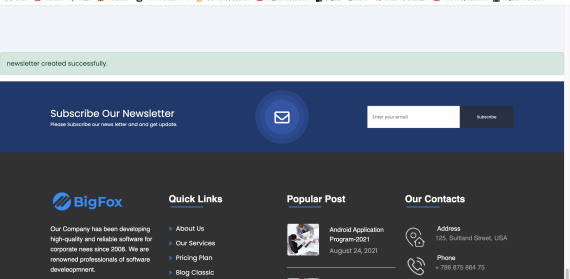 newsletter created successfully.
Subscribe Our Newsletter
Please Subscribe our news letter and and get update.
Enter your email
Subscribe
BigFox
Our Company has been developing
high-quality and reliable software for
corporate nees since 2008. We are
renowned professionals of software
develeopment.
Quick Links
» About Us
» Our Services
» Pricing Plan
» Blog Classic
Popular Post
Android Application
Program-2021
August 24, 2021
Our Contacts
Address
125, Suitland Street, USA
Phone
+ 786 875 864 75